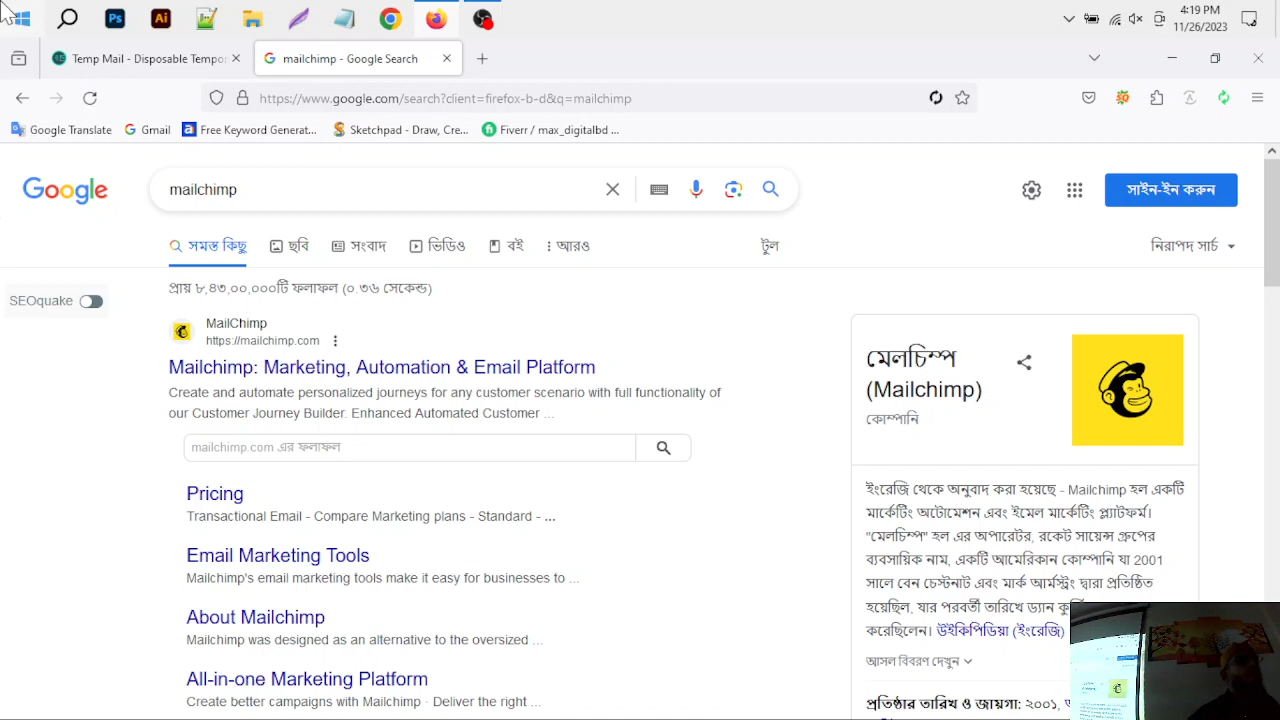 Ps
Ai
4:19 PM
11/26/2023
Temp Mail - Disposable Tempor
mailchimp - Google Search
https://www.google.com/search?client=firefox-b-d&q=mailchimp
Google Translate
Gmail
Free Keyword Generat...
Sketchpad - Draw, Cre...
Fiverr / max_digitalbd ...
Google
mailchimp
সাইন-ইন করুন
সমস্ত কিছু
ছবি
সংবাদ
ভিডিও
বই
আরও
টুল
নিরাপদ সার্চ
প্রায় ৮,৪৩,০০,০০০টি ফলাফল (০.৩৬ সেকেন্ড)
SEOquake
MailChimp
https://mailchimp.com
Mailchimp: Marketing, Automation & Email Platform
Create and automate personalized journeys for any customer scenario with full functionality of
our Customer Journey Builder. Enhanced Automated Customer ...
mailchimp.com এর ফলাফল
Pricing
Transactional Email - Compare Marketing plans - Standard - ...
Email Marketing Tools
Mailchimp's email marketing tools make it easy for businesses to ...
About Mailchimp
Mailchimp was designed as an alternative to the oversized ...
All-in-one Marketing Platform
Create better campaigns with Mailchimp · Deliver the right ...
মেলচিম্প
(Mailchimp)
কোম্পানি
ইংরেজি থেকে অনুবাদ করা হয়েছে - Mailchimp হল একটি
মার্কেটিং অটোমেশন এবং ইমেল মার্কেটিং প্ল্যাটফর্ম।
"মেলচিম্প" হল এর অপারেটর, রকেট সায়েন্স গ্রুপের
ব্যবসায়িক নাম, একটি আমেরিকান কোম্পানি যা 2001
সালে বেন চেস্টনাট এবং মার্ক আর্মস্ট্রং দ্বারা প্রতিষ্ঠিত
হয়েছিল, যার পরবর্তী তারিখে ড্যান
করেছিলেন। উইকিপিডিয়া (ইংরেজি)
আসল বিবরণ দেখুন
প্রতিষ্ঠার তারিখ ও জায়গা: ২০০১,